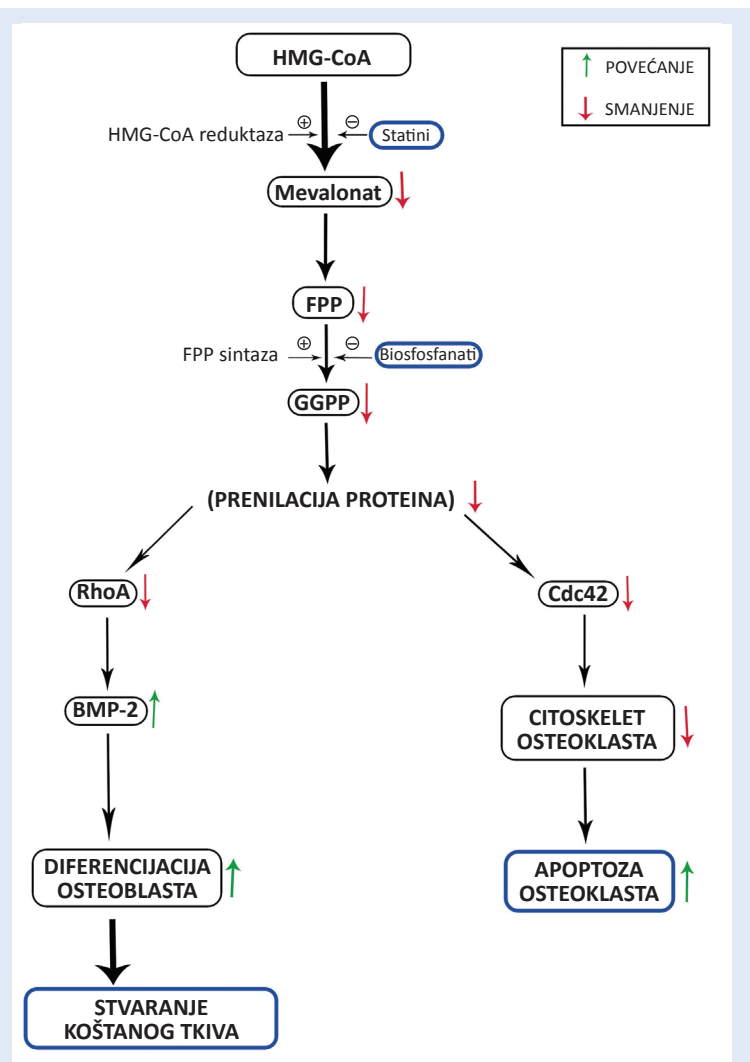 HMG-CoA
↑ POVEĆANJE
↓ SMANJENJE
HMG-CoA reduktaza
⊕
⊖
Statini
Mevalonat ↓
FPP ↓
FPP sintaza
⊕
⊖
Biosfosfanati
GGPP ↓
(PRENILACIJA PROTEINA) ↓
RhoA ↓
Cdc42 ↓
BMP-2 ↑
CITOSKELET
OSTEOKLASTA ↓
DIFERENCIJACIJA
OSTEOBLASTA ↑
APOPTOZA
OSTEOKLASTA ↑
STVARANJE
KOŠTANOG TKIVA